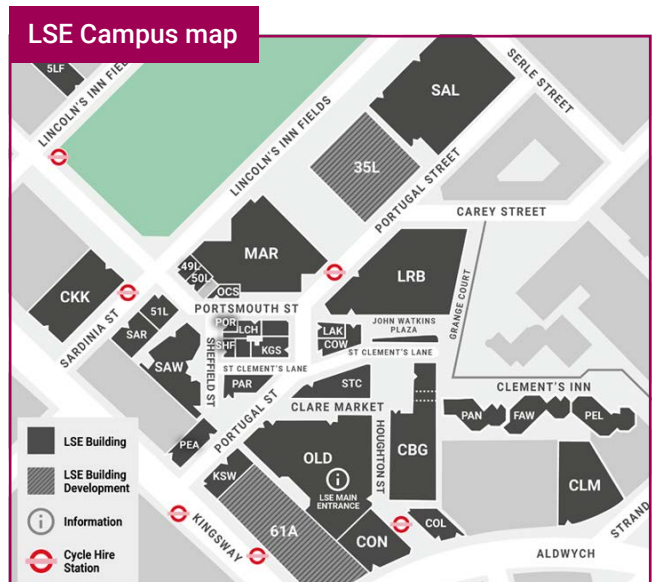 LSE Campus map
5LF
LINCOLN'S INN FIELDS
SERLE STREET
SAL
LINCOLN'S INN FIELDS
35L
PORTUGAL STREET
CAREY STREET
MAR
49L
50L
OCS
LRB
GRANGE COURT
CKK
SARDINIA ST
51L
SAR
PORTSMOUTH ST
POR
LCH
SHF
KGS
LAK
COW
JOHN WATKINS
PLAZA
ST CLEMENT'S LANE
SAW
SHEFFIELD ST
ST CLEMENT'S LANE
PAR
STC
CLEMENT'S INN
PORTUGAL ST
CLARE MARKET
PAN
FAW
PEL
PEA
HOUGHTON ST
CBG
OLD
LSE MAIN
ENTRANCE
KSW
CLM
61A
KINGSWAY
CON
COL
STRAND
ALDWYCH
LSE Building
LSE Building
Development
i
Information
Cycle Hire
Station